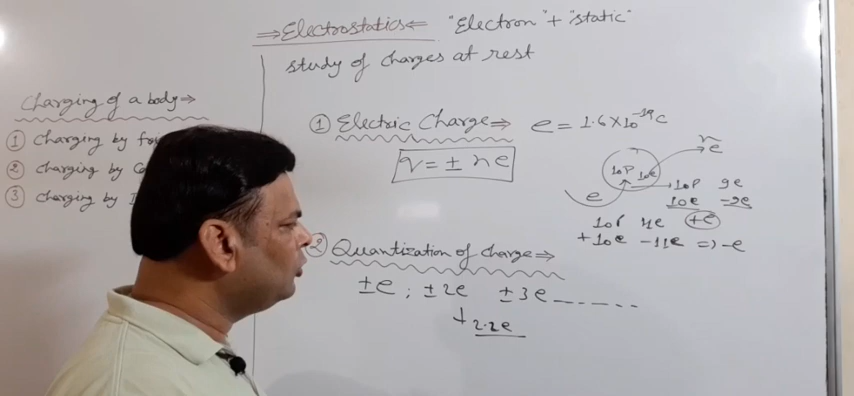 ⇒Electrostatics⇐ "Electron" + "static"
study of charges at rest
Charging of a body⇒
① Charging by
② Charging by
③ Charging by
① Electric Charge⇒ e = 1.6×10⁻¹⁹C
q = ± ne
10P 10e
e
e
10P 9e
10e -9e
+e
10P 11e
+10e -11e => -e
② Quantization of charge⇒
±e ; ±2e ±3e------
+2.2e